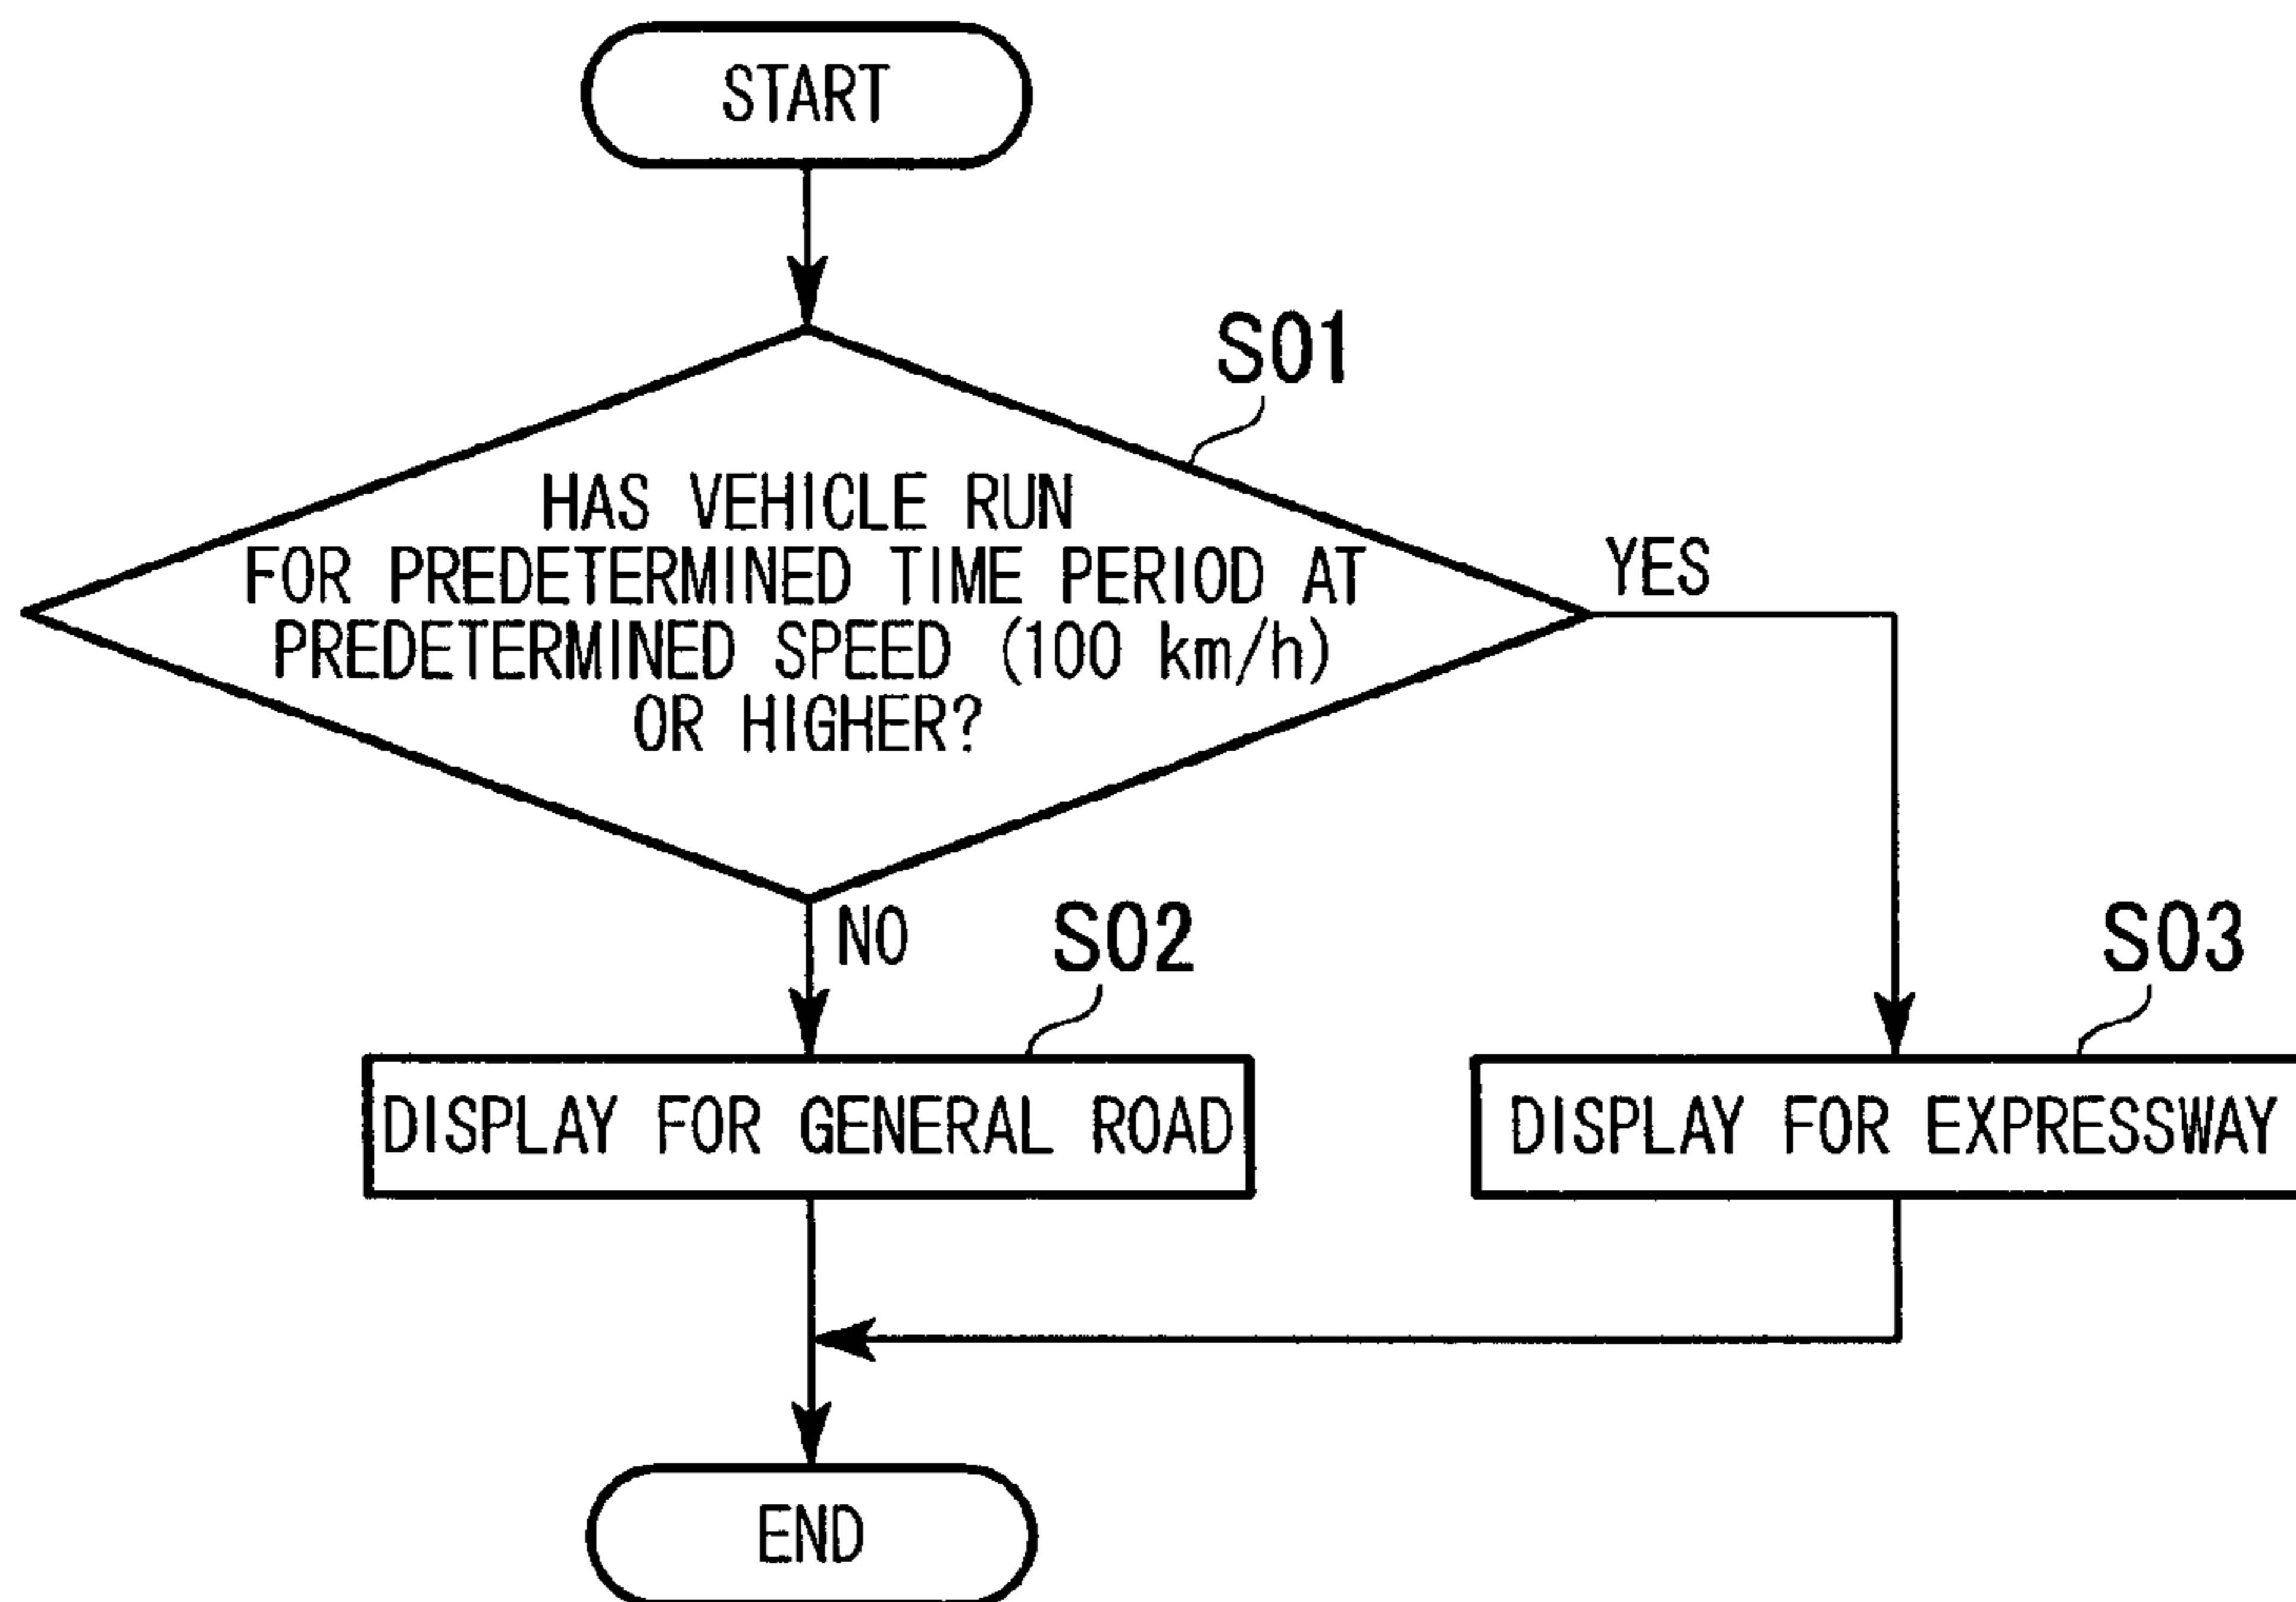 START
S01
HAS VEHICLE RUN
FOR PREDETERMINED TIME PERIOD AT
PREDETERMINED SPEED (100 km/h)
OR HIGHER?
YES
NO
S02
S03
DISPLAY FOR GENERAL ROAD
DISPLAY FOR EXPRESSWAY
END